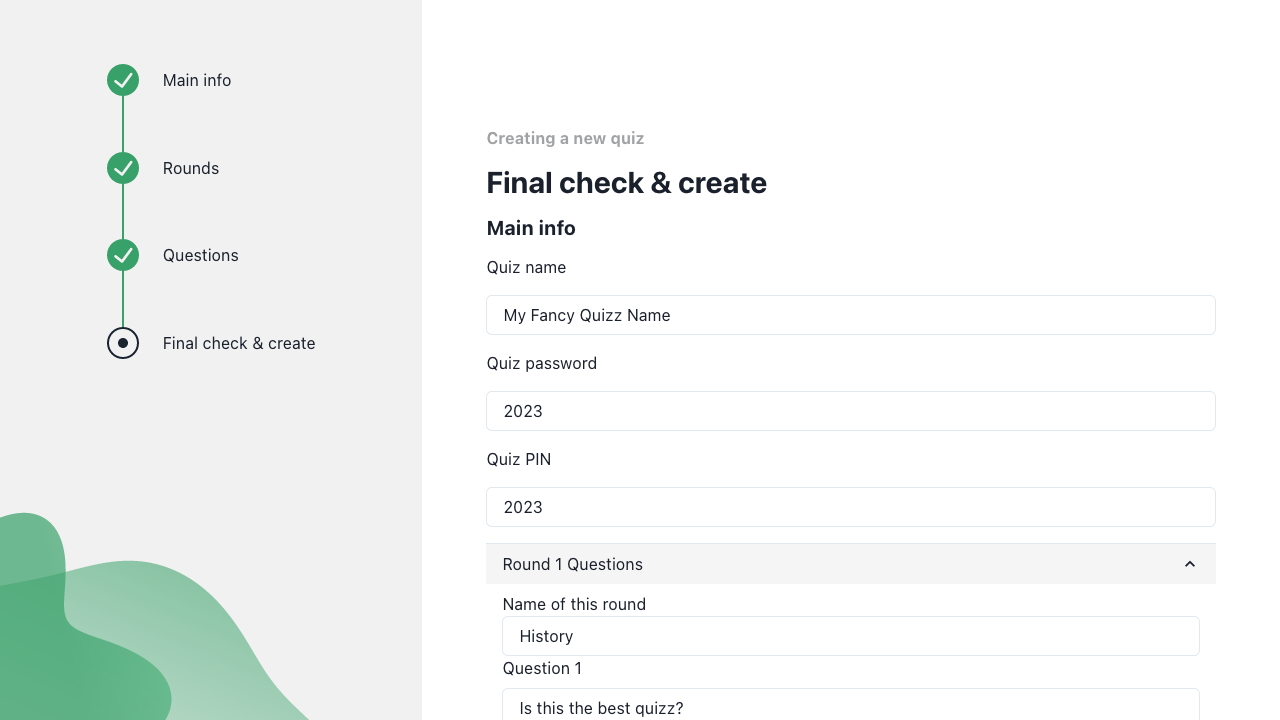 Main info
Rounds
Questions
Final check & create
Creating a new quiz
Final check & create
Main info
Quiz name
My Fancy Quizz Name
Quiz password
2023
Quiz PIN
2023
Round 1 Questions
Name of this round
History
Question 1
Is this the best quizz?